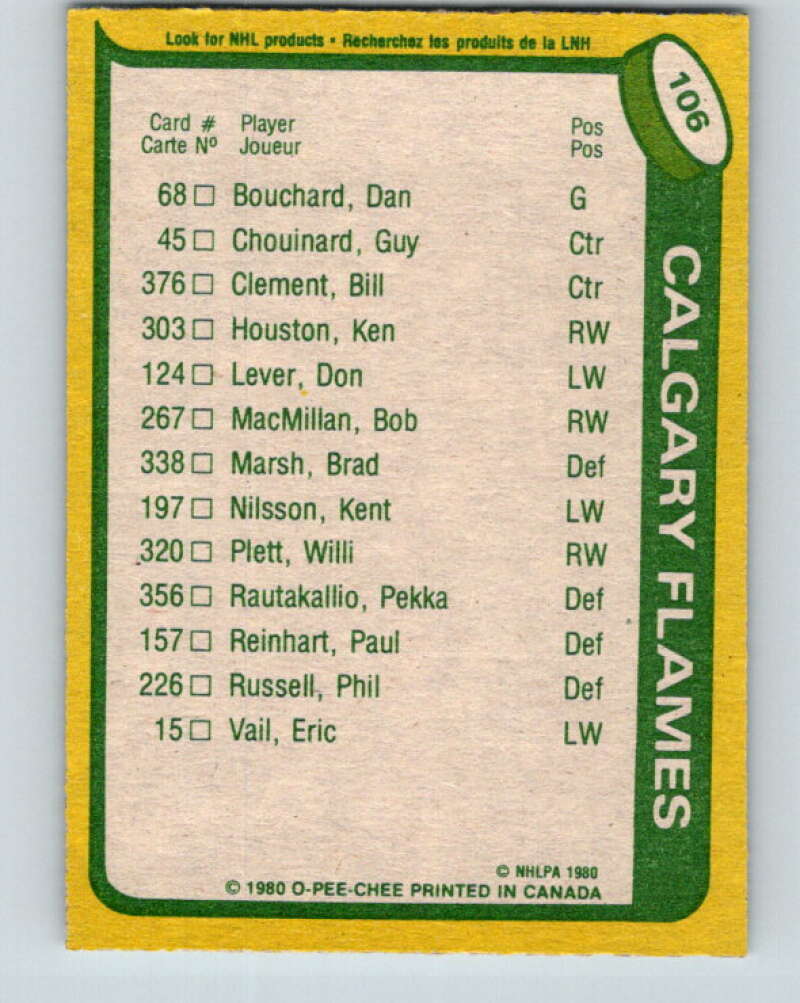 Look for NHL products • Recherchez les produits de la LNH
106
Card # Player Pos
Carte Nº Joueur Pos
68 □ Bouchard, Dan G
45 □ Chouinard, Guy Ctr
376 □ Clement, Bill Ctr
303 □ Houston, Ken RW
124 □ Lever, Don LW
267 □ MacMillan, Bob RW
338 □ Marsh, Brad Def
197 □ Nilsson, Kent LW
320 □ Plett, Willi RW
356 □ Rautakallio, Pekka Def
157 □ Reinhart, Paul Def
226 □ Russell, Phil Def
15 □ Vail, Eric LW
CALGARY FLAMES
© NHLPA 1980
© 1980 O-PEE-CHEE PRINTED IN CANADA